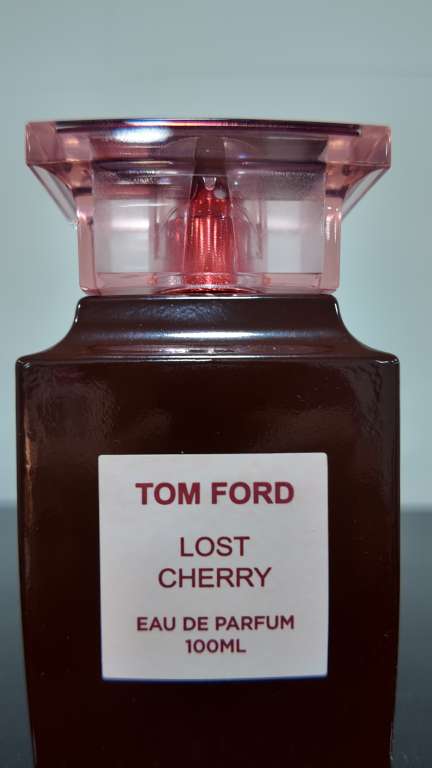 TOM FORD
LOST
CHERRY
EAU DE PARFUM
100ML